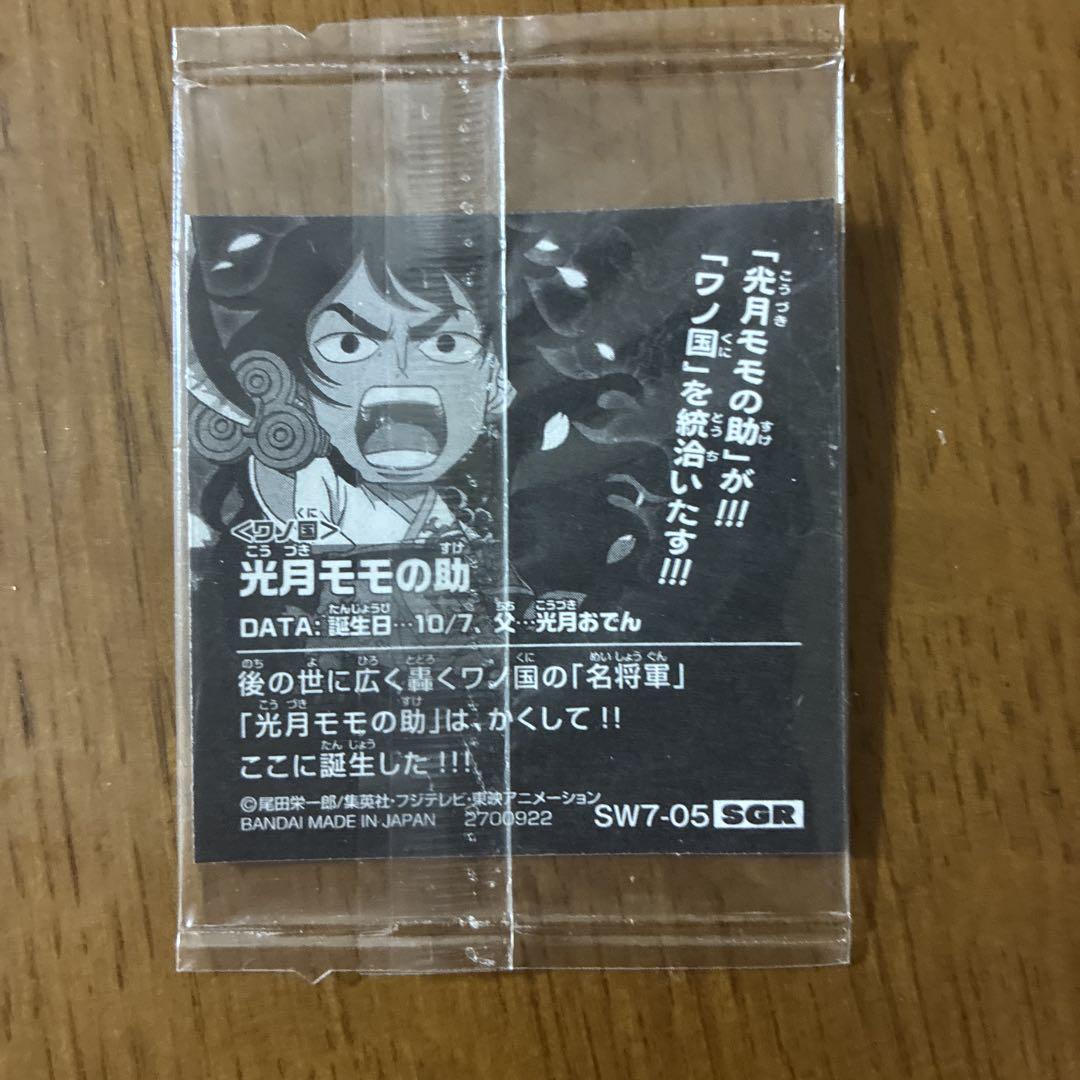 「光月モモの助」が!!!
「ワノ国」を統治いたす!!!
<ワノ国>
光月モモの助
DATA: 誕生日…10/7、父…光月おでん
後の世に広く轟くワノ国の「名将軍」
「光月モモの助」は、かくして!!
ここに誕生した!!!
©尾田栄一郎/集英社・フジテレビ・東映アニメーション
BANDAI MADE IN JAPAN 2700922 SW7-05 SGR